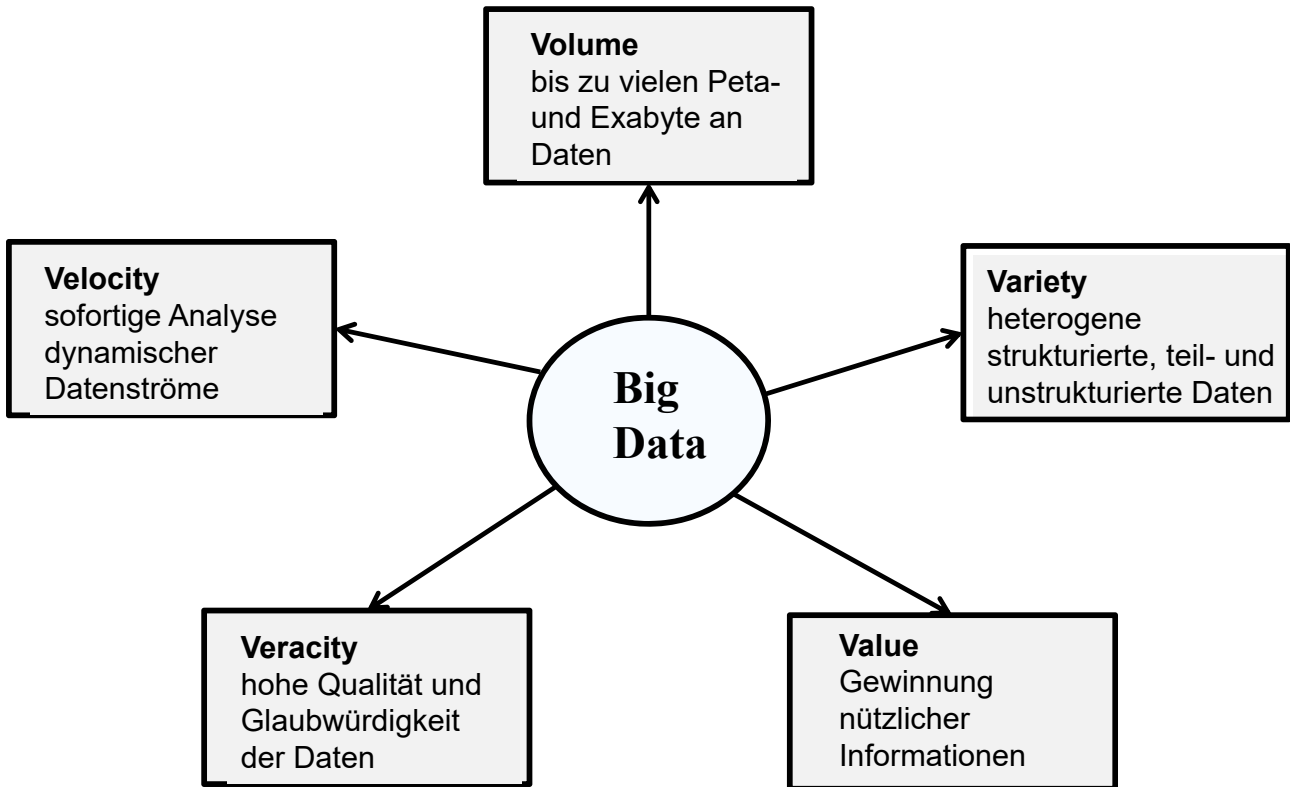 Volume
bis zu vielen Peta-
und Exabyte an
Daten
Velocity
sofortige Analyse
dynamischer
Datenströme
Variety
heterogene
strukturierte, teil- und
unstrukturierte Daten
Big
Data
Veracity
hohe Qualität und
Glaubwürdigkeit
der Daten
Value
Gewinnung
nützlicher
Informationen